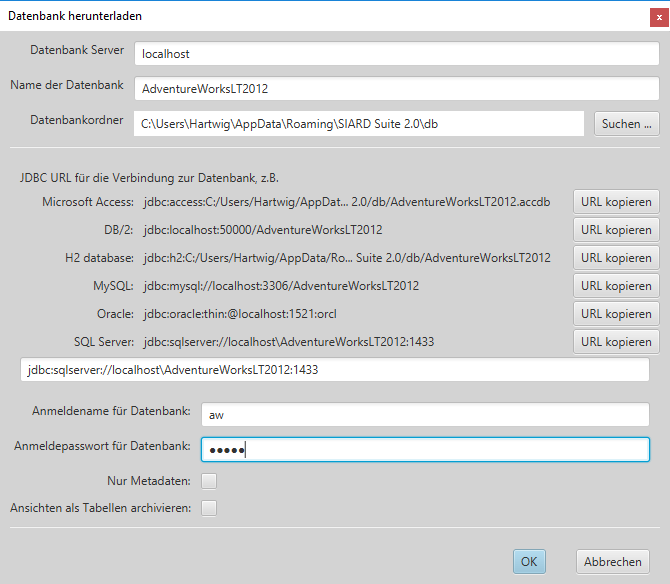 Datenbank herunterladen
x
Datenbank Server localhost
Name der Datenbank AdventureWorksLT2012
Datenbankordner C:\Users\Hartwig\AppData\Roaming\SIARD Suite 2.0\db Suchen ...
JDBC URL für die Verbindung zur Datenbank, z.B.
Microsoft Access: jdbc:access:C:/Users/Hartwig/AppDat... 2.0/db/AdventureWorksLT2012.accdb URL kopieren
DB/2: jdbc:localhost:50000/AdventureWorksLT2012 URL kopieren
H2 database: jdbc:h2:C:/Users/Hartwig/AppData/Ro... Suite 2.0/db/AdventureWorksLT2012 URL kopieren
MySQL: jdbc:mysql://localhost:3306/AdventureWorksLT2012 URL kopieren
Oracle: jdbc:oracle:thin:@localhost:1521:orcl URL kopieren
SQL Server: jdbc:sqlserver://localhost\AdventureWorksLT2012:1433 URL kopieren
jdbc:sqlserver://localhost\AdventureWorksLT2012:1433
Anmeldename für Datenbank: aw
Anmeldepasswort für Datenbank: ●●●●●
Nur Metadaten:
Ansichten als Tabellen archivieren:
OK Abbrechen